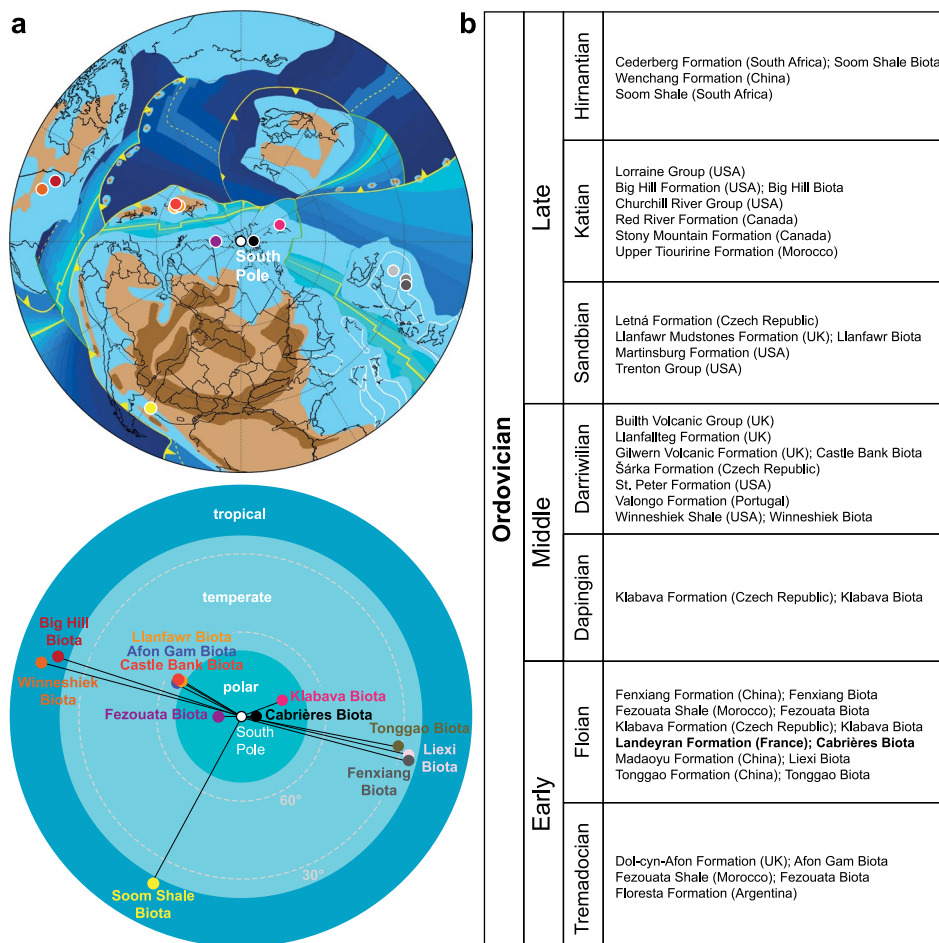 a
South
Pole
tropical
temperate
Big Hill
Biota
Llanfawr Biota
Afon Gam Biota
Castle Bank Biota
Winneshiek
Biota
polar
Klabava Biota
Fezouata Biota
Cabrières Biota
South
Pole
Tonggao Biota
Liexi
Biota
Fenxiang
Biota
60°
30°
Soom Shale
Biota
b
Ordovician
Late
Hirnantian
Cederberg Formation (South Africa); Soom Shale Biota
Wenchang Formation (China)
Soom Shale (South Africa)
Katian
Lorraine Group (USA)
Big Hill Formation (USA); Big Hill Biota
Churchill River Group (USA)
Red River Formation (Canada)
Stony Mountain Formation (Canada)
Upper Tiouririne Formation (Morocco)
Sandbian
Letná Formation (Czech Republic)
Llanfawr Mudstones Formation (UK); Llanfawr Biota
Martinsburg Formation (USA)
Trenton Group (USA)
Middle
Darriwilian
Builth Volcanic Group (UK)
Llanfallteg Formation (UK)
Gilwern Volcanic Formation (UK); Castle Bank Biota
Šárka Formation (Czech Republic)
St. Peter Formation (USA)
Valongo Formation (Portugal)
Winneshiek Shale (USA); Winneshiek Biota
Dapingian
Klabava Formation (Czech Republic); Klabava Biota
Early
Floian
Fenxiang Formation (China); Fenxiang Biota
Fezouata Shale (Morocco); Fezouata Biota
Klabava Formation (Czech Republic); Klabava Biota
Landeyran Formation (France); Cabrières Biota
Madaoyu Formation (China); Liexi Biota
Tonggao Formation (China); Tonggao Biota
Tremadocian
Dol-cyn-Afon Formation (UK); Afon Gam Biota
Fezouata Shale (Morocco); Fezouata Biota
Floresta Formation (Argentina)